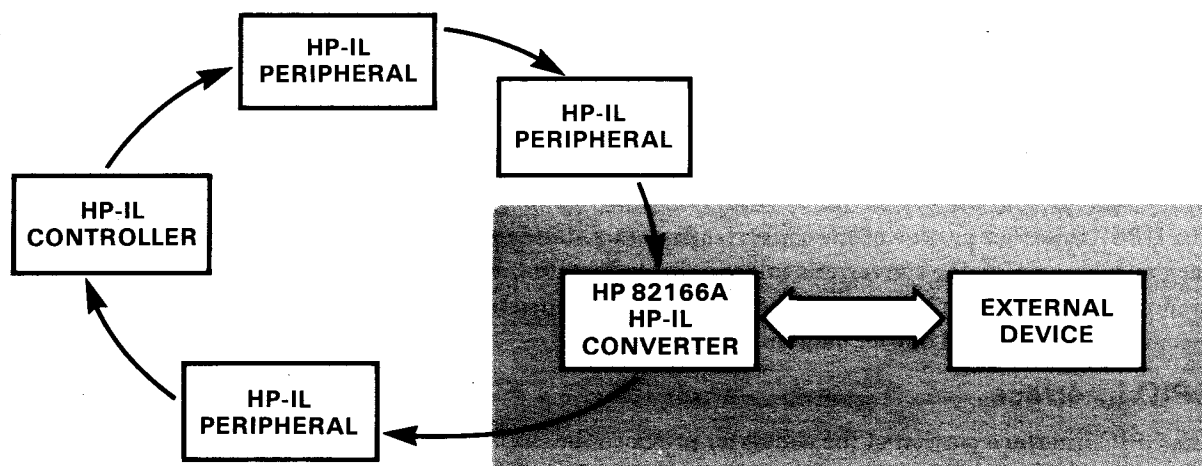 HP-IL
PERIPHERAL
HP-IL
PERIPHERAL
HP-IL
CONTROLLER
HP 82166A
HP-IL
CONVERTER
EXTERNAL
DEVICE
HP-IL
PERIPHERAL